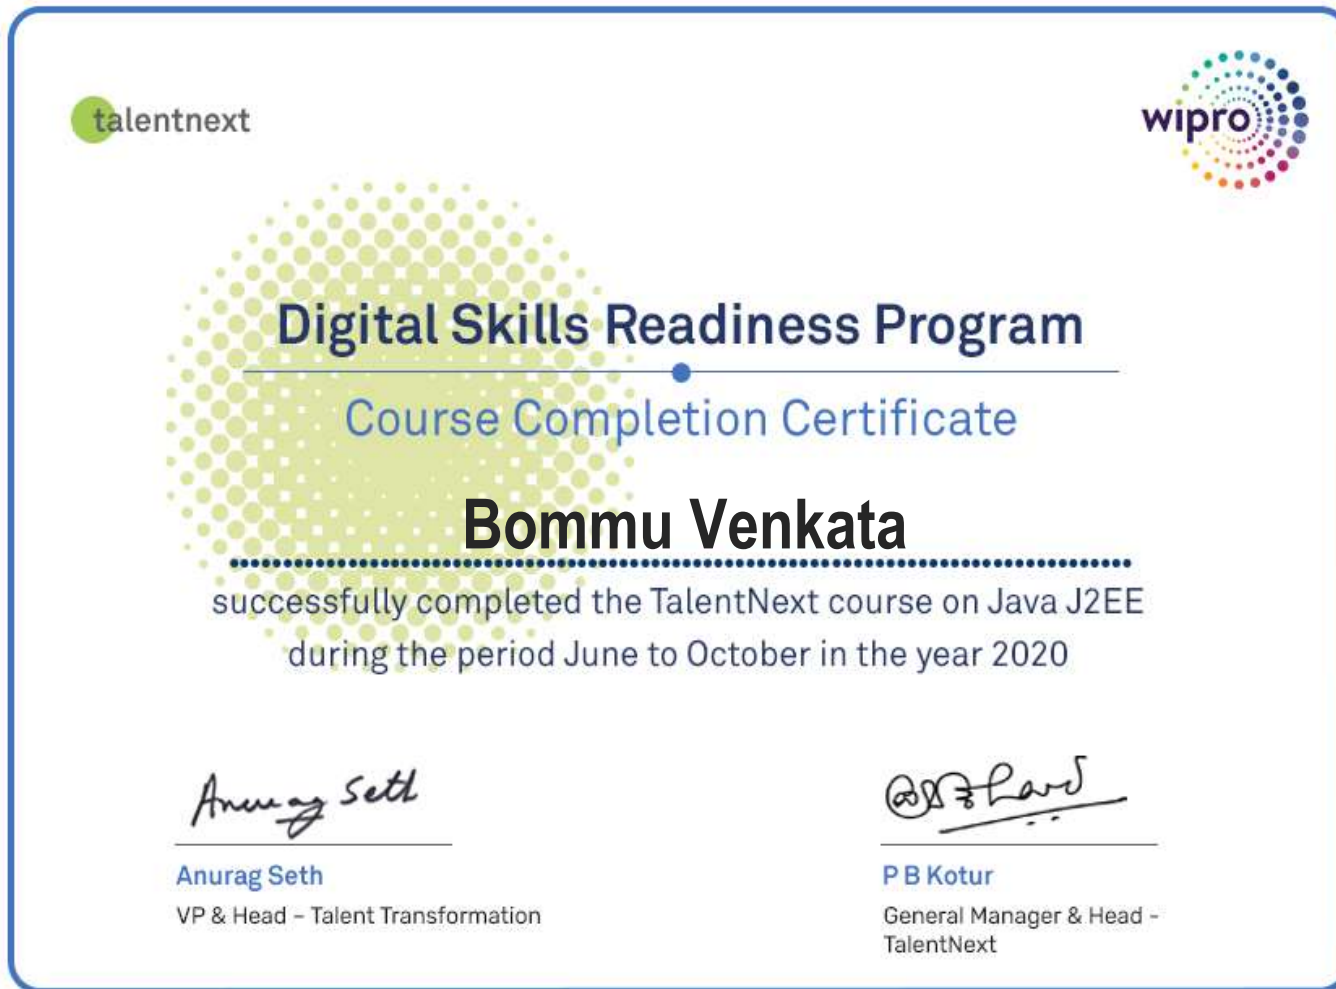 talentnext
wipro
Digital Skills Readiness Program
Course Completion Certificate
Bommu Venkata
successfully completed the TalentNext course on Java J2EE
during the period June to October in the year 2020
Anurag Seth
Anurag Seth
P B Kotur
VP & Head – Talent Transformation
General Manager & Head -
TalentNext